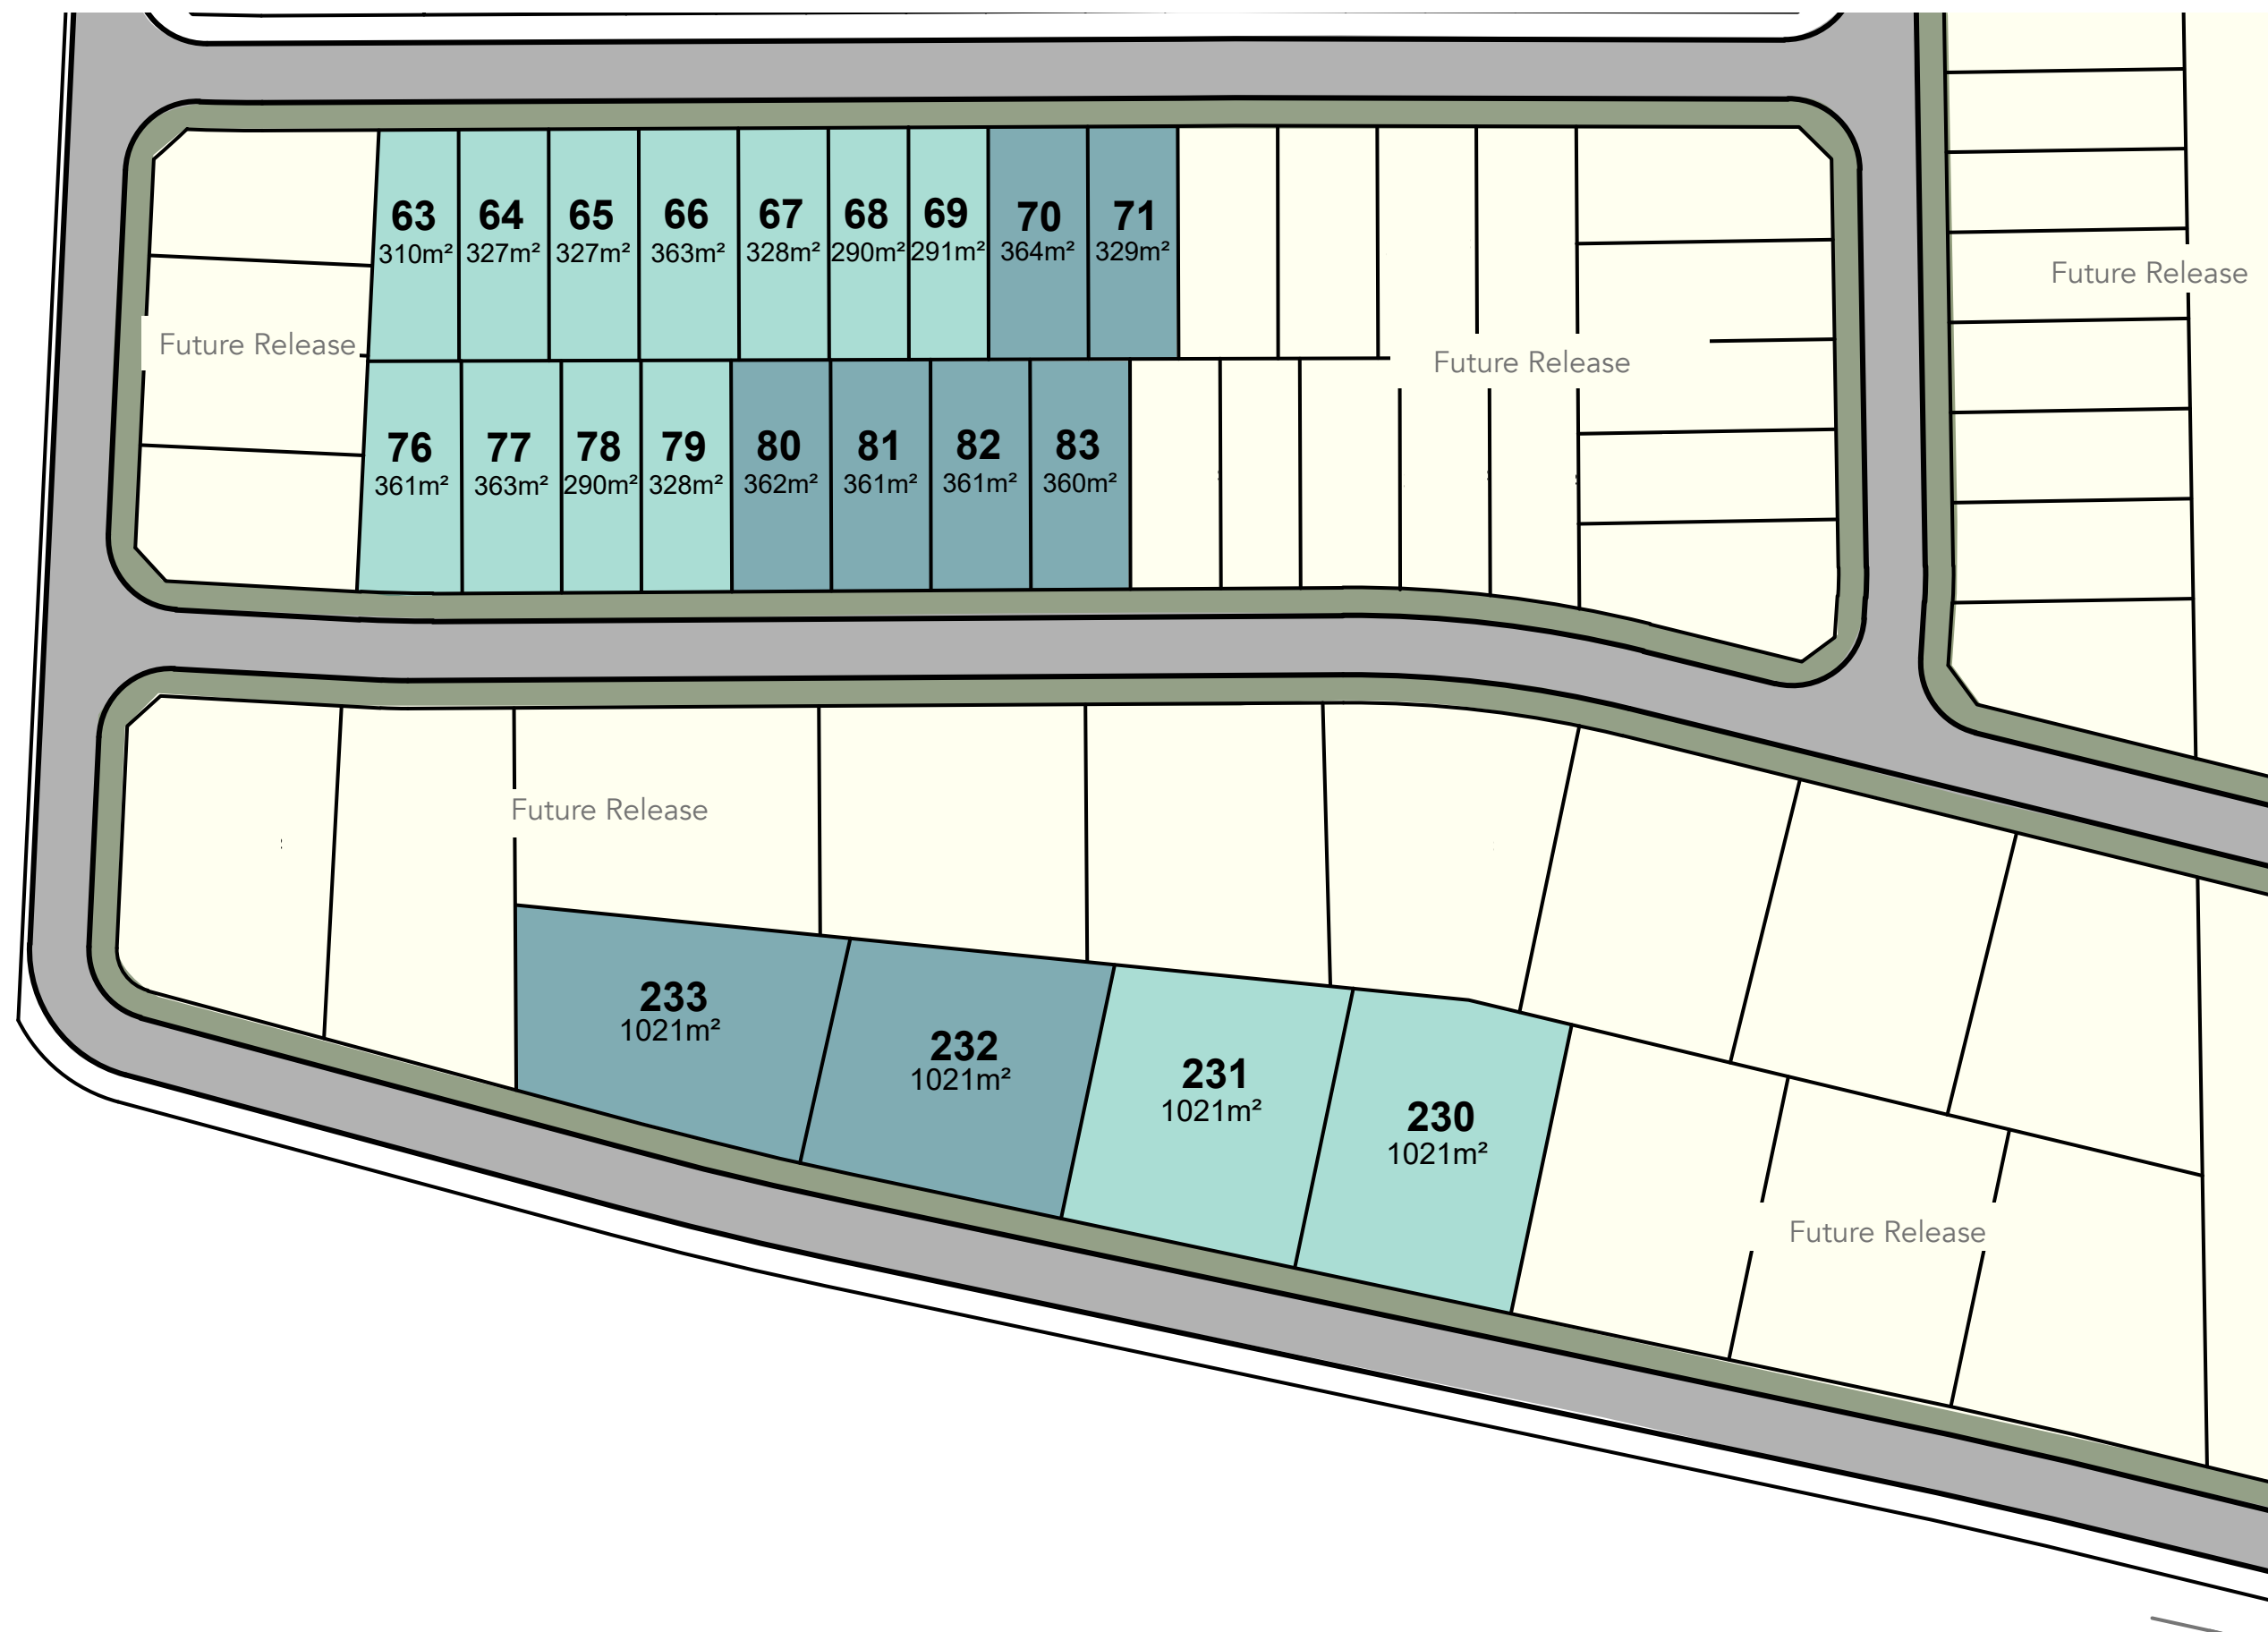 63
310m²
64
327m²
65
327m²
66
363m²
67
328m²
68
290m²
69
291m²
70
364m²
71
329m²
Future Release
Future Release
Future Release
76
361m²
77
363m²
78
290m²
79
328m²
80
362m²
81
361m²
82
361m²
83
360m²
Future Release
233
1021m²
232
1021m²
231
1021m²
230
1021m²
Future Release